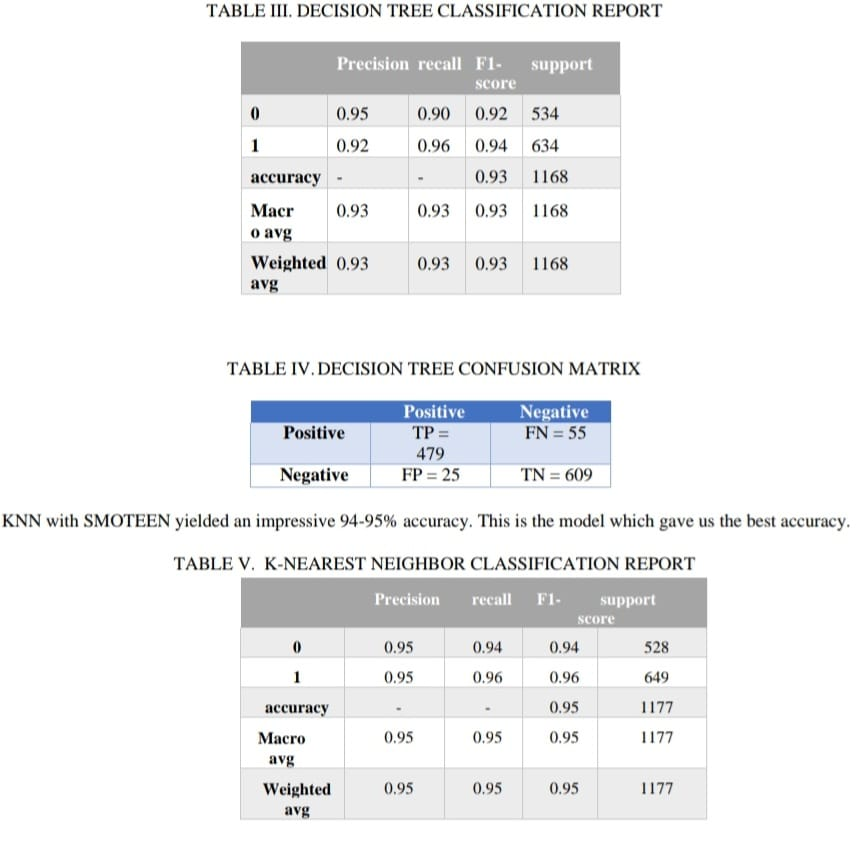 TABLE III. DECISION TREE CLASSIFICATION REPORT
Precision recall F1-score support
0 0.95 0.90 0.92 534
1 0.92 0.96 0.94 634
accuracy - - 0.93 1168
Macr
o avg 0.93 0.93 0.93 1168
Weighted
avg 0.93 0.93 0.93 1168
TABLE IV. DECISION TREE CONFUSION MATRIX
Positive Negative
Positive TP =
479 FN = 55
Negative FP = 25 TN = 609
KNN with SMOTEEN yielded an impressive 94-95% accuracy. This is the model which gave us the best accuracy.
TABLE V. K-NEAREST NEIGHBOR CLASSIFICATION REPORT
Precision recall F1-score support
0 0.95 0.94 0.94 528
1 0.95 0.96 0.96 649
accuracy - - 0.95 1177
Macro
avg 0.95 0.95 0.95 1177
Weighted
avg 0.95 0.95 0.95 1177